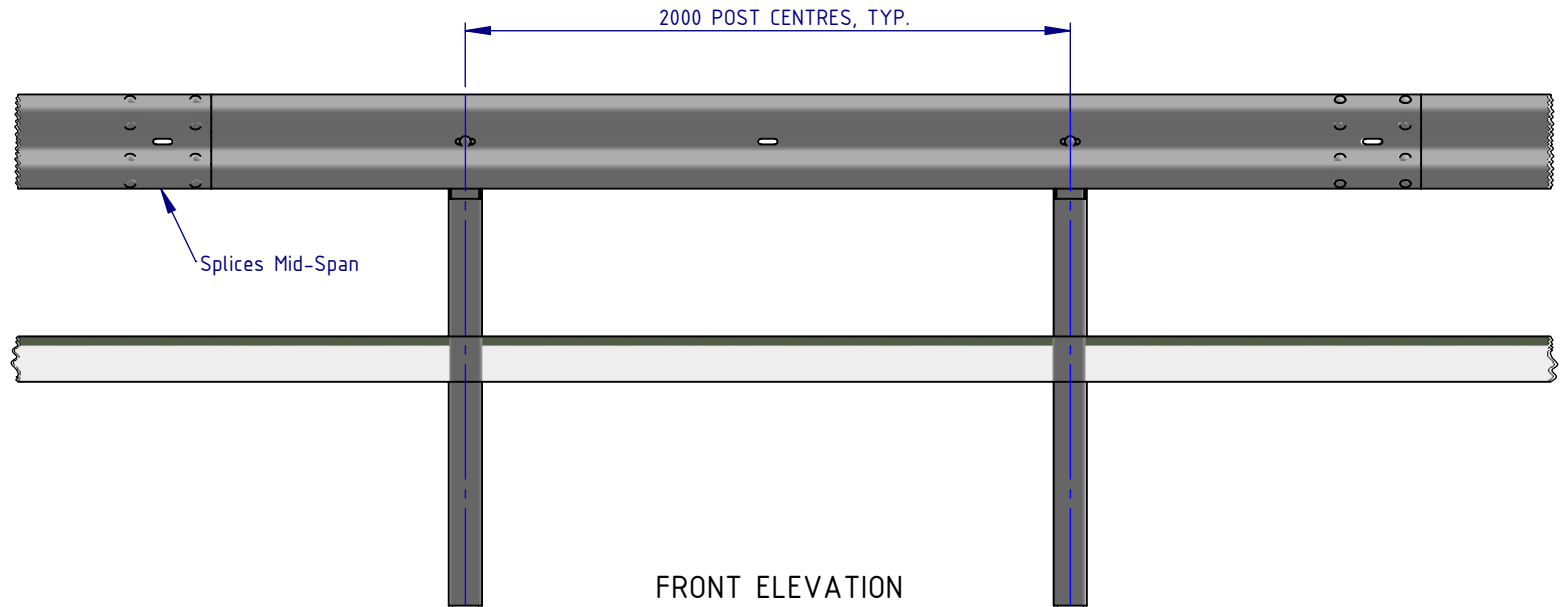 2000 POST CENTRES, TYP.
Splices Mid-Span
FRONT ELEVATION